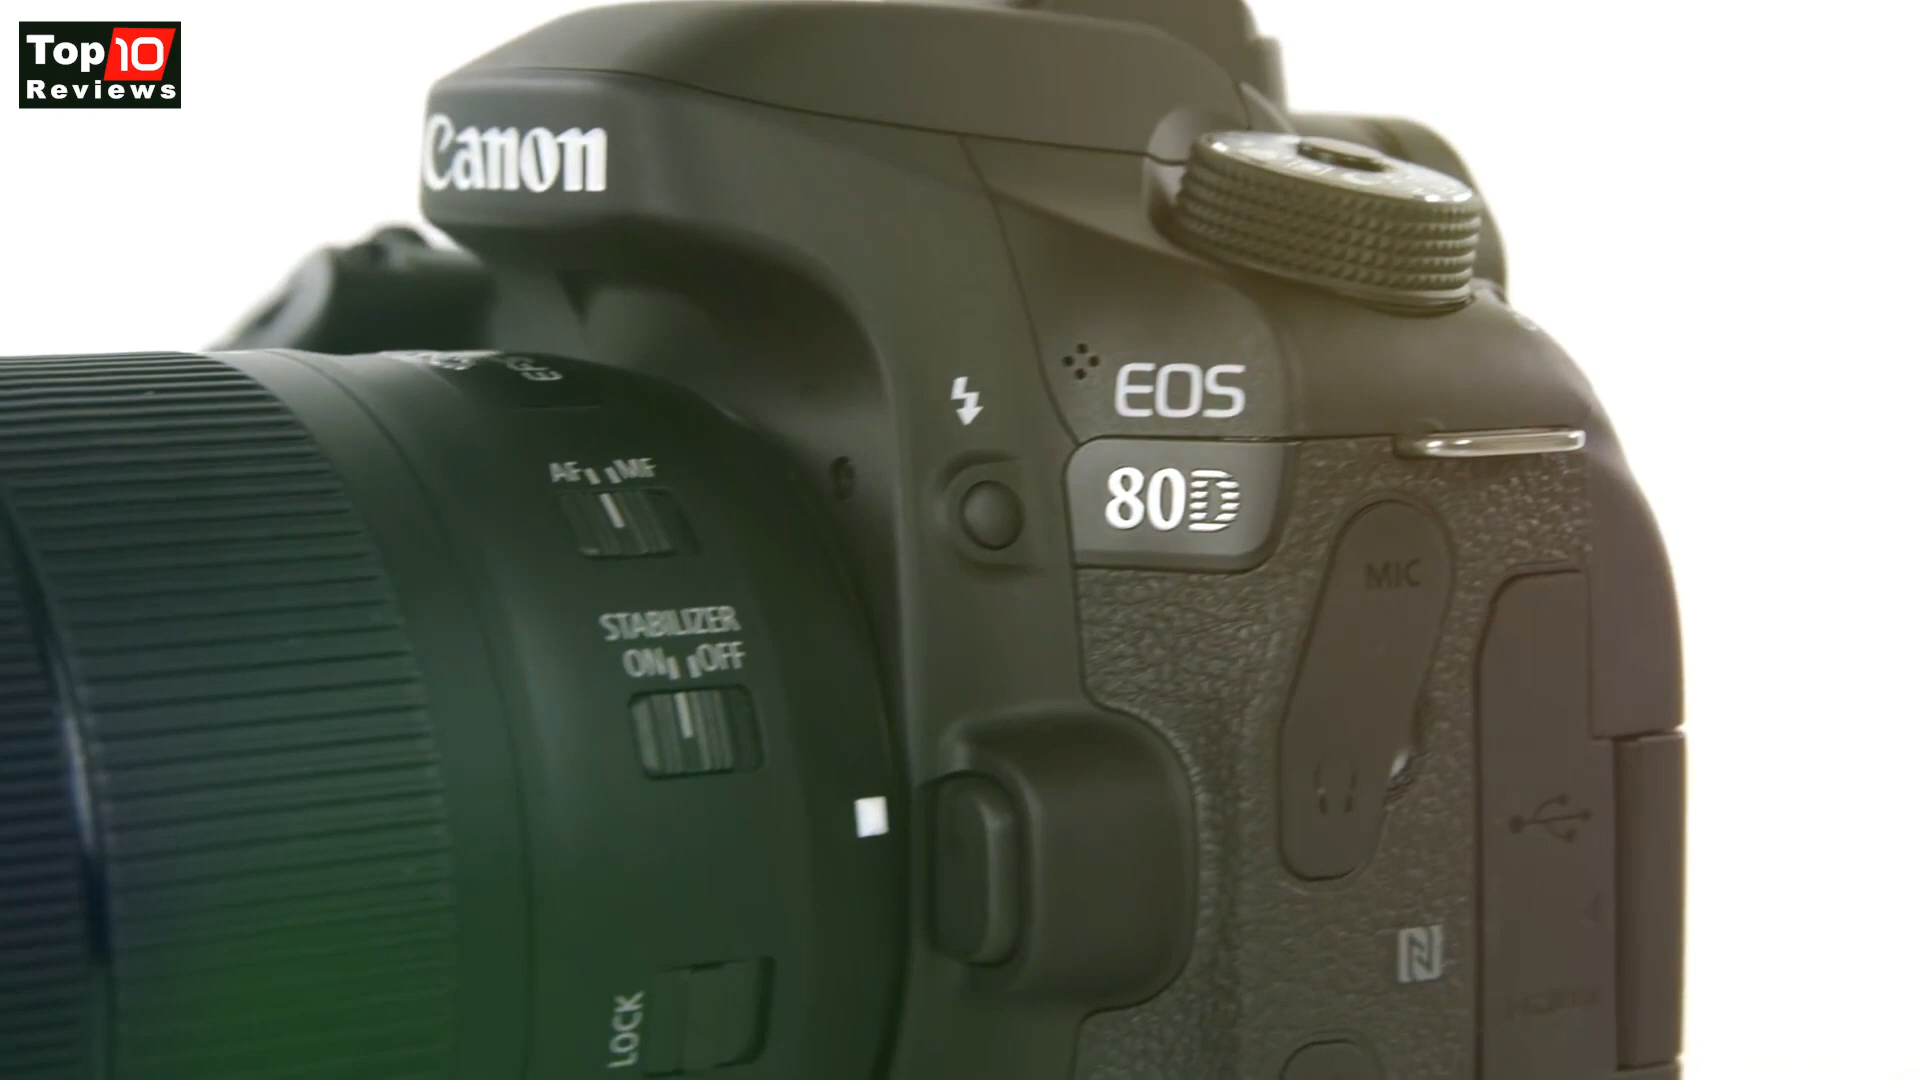 Top 10
Reviews
Canon
EOS
80D
AF MF
STABILIZER
ON OFF
MIC
LOCK